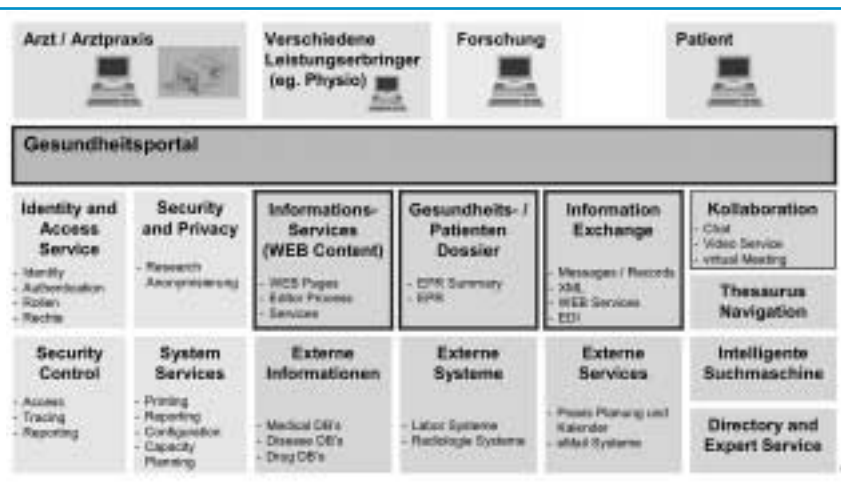 Arzt / Arztpraxis
Verschiedene
Leistungserbringer
(eg. Physio)
Forschung
Patient
Gesundheitsportal
Identity and
Access
Service
- Identity
- Authentication
- Rollen
- Rechte
Security
and Privacy
- Research
Anonymisierung
Informations-
Services
(WEB Content)
- WEB Pages
- Editor Process
- Services
Gesundheits- /
Patienten
Dossier
- EPR Summary
- EPR
Information
Exchange
- Messages / Records
- XML
- WEB Services
- EDI
Kollaboration
- Chat
- Video Service
- virtual Meeting
Thesaurus
Navigation
Security
Control
- Access
- Tracing
- Reporting
System
Services
- Printing
- Reporting
- Configuration
- Capacity
Planning
Externe
Informationen
- Medical DB's
- Disease DB's
- Drug DB's
Externe
Systeme
- Labor Systeme
- Radiologie Systeme
Externe
Services
- Praxis Planung und
Kalender
- eMail Systeme
Intelligente
Suchmaschine
Directory and
Expert Service